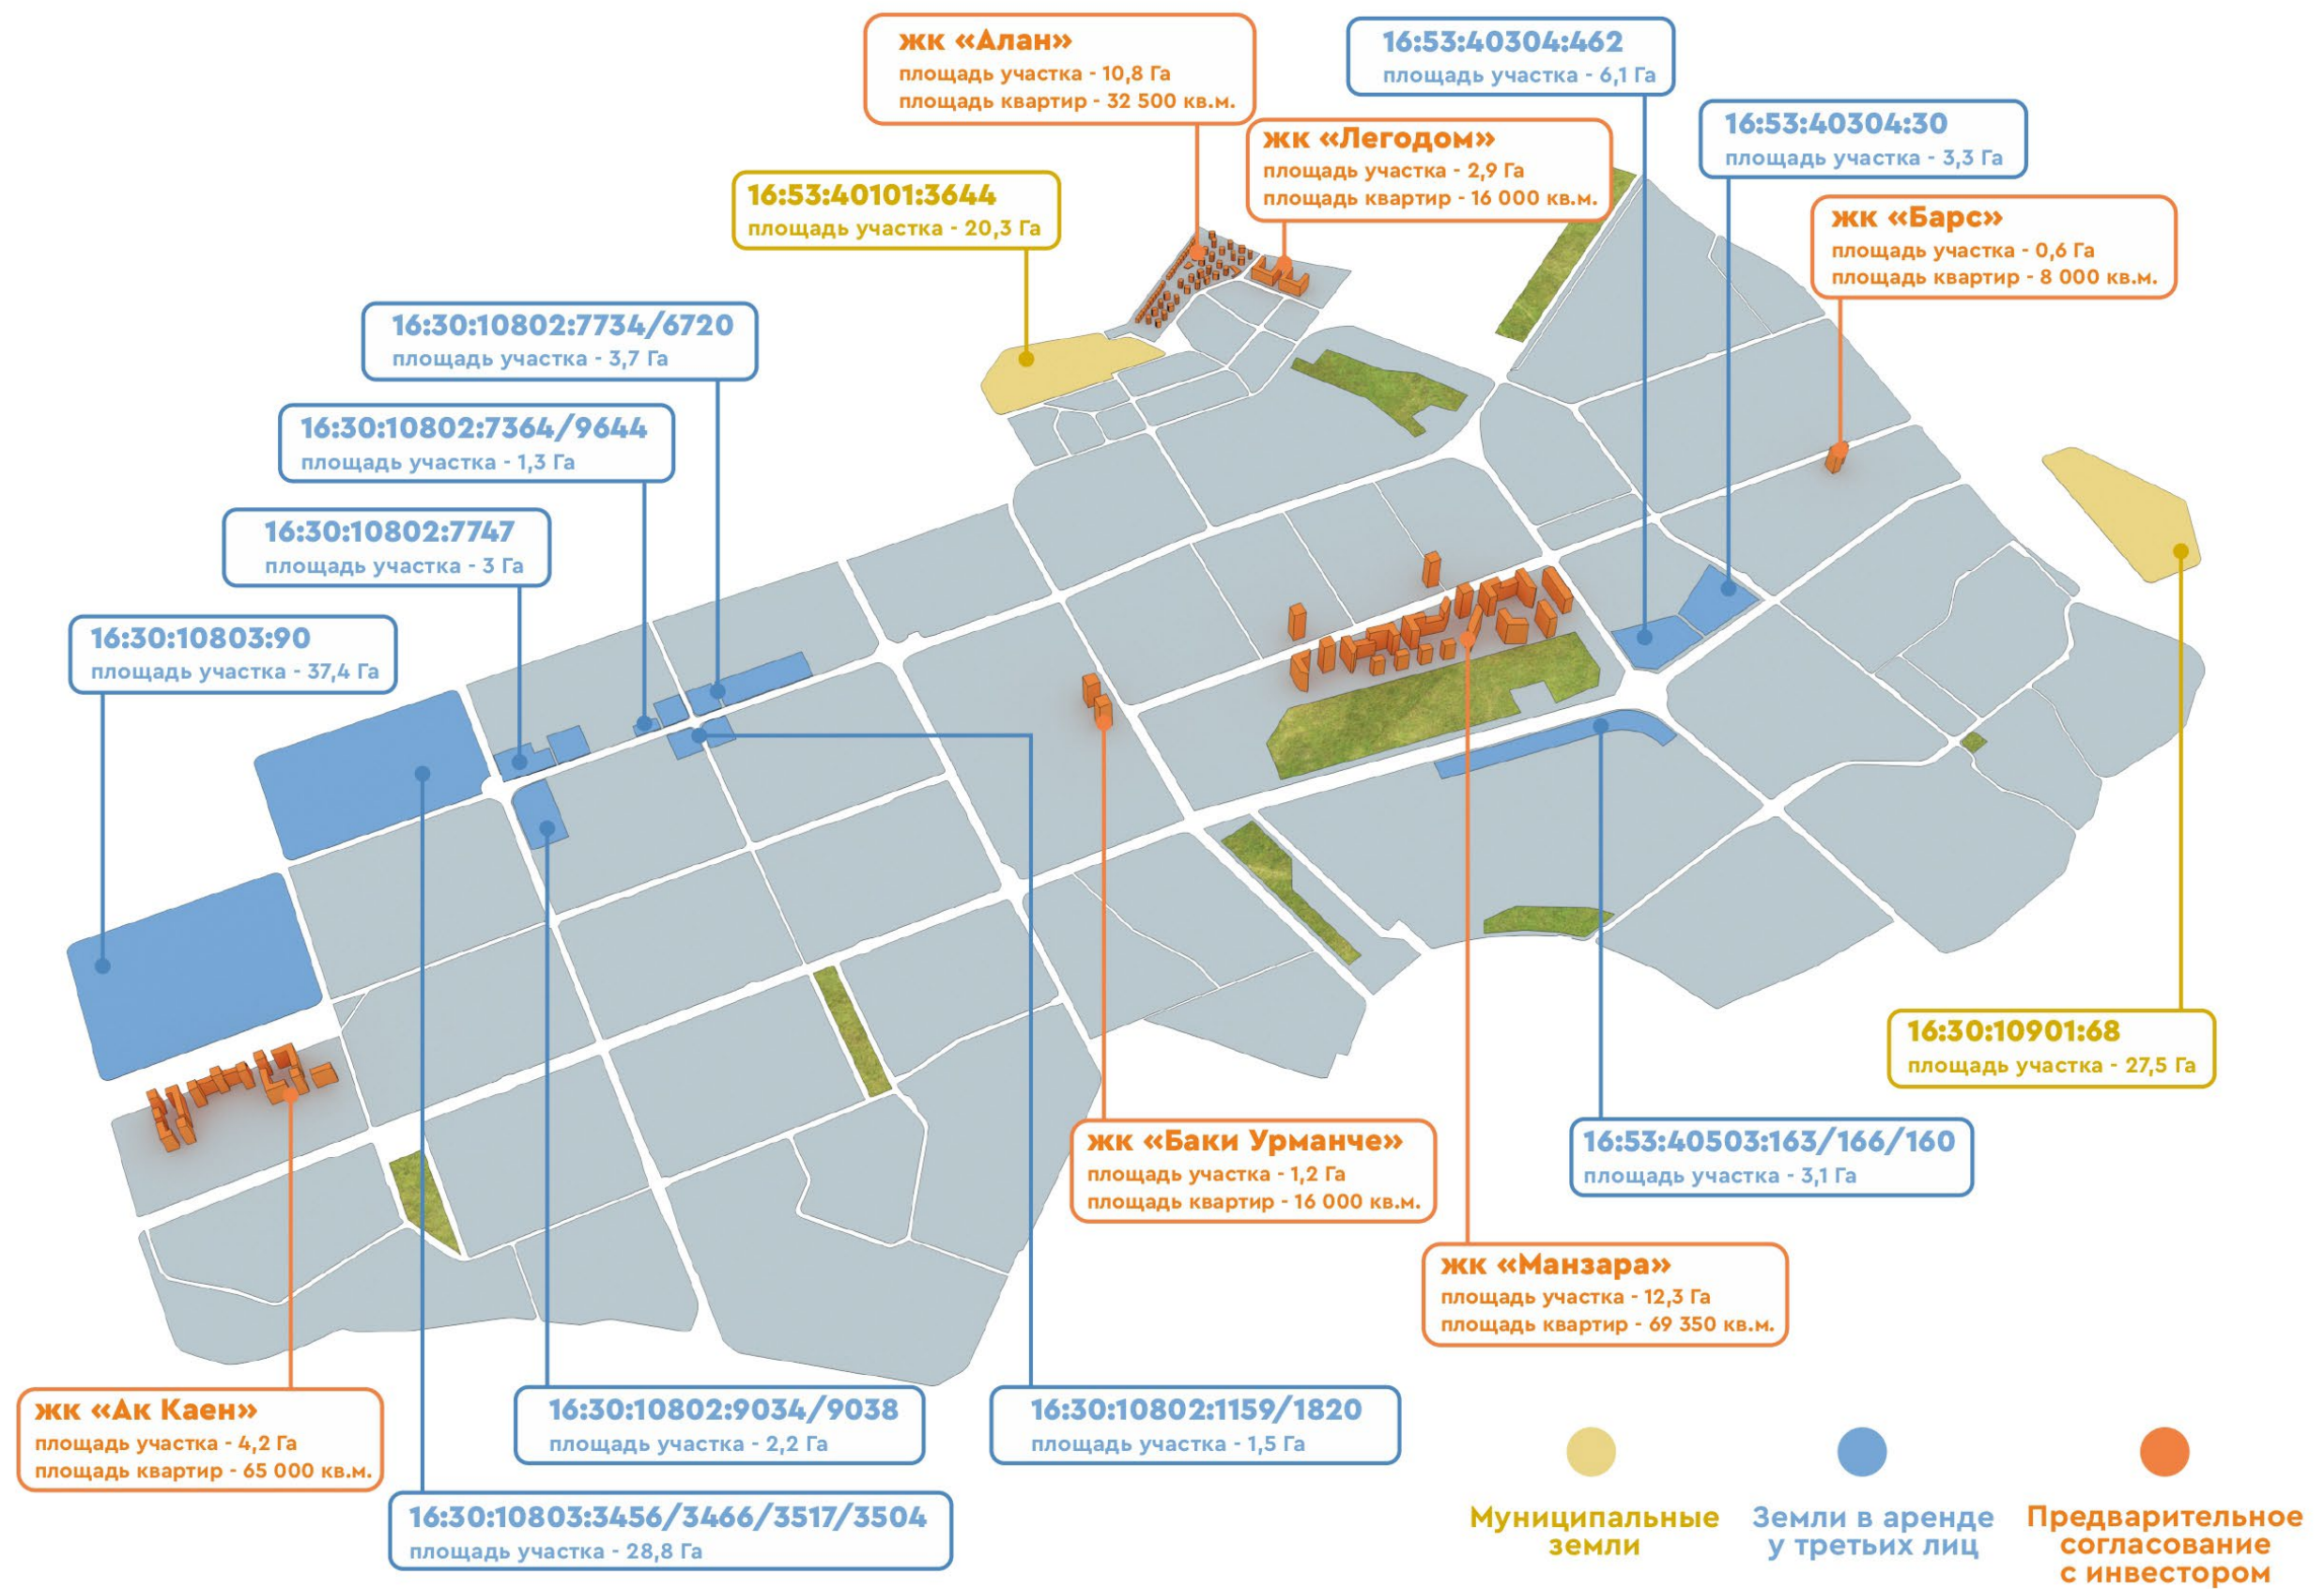 жк «Алан»
площадь участка - 10,8 Га
площадь квартир - 32 500 кв.м.
16:53:40304:462
площадь участка - 6,1 Га
16:53:40304:30
площадь участка - 3,3 Га
жк «Легодом»
площадь участка - 2,9 Га
площадь квартир - 16 000 кв.м.
16:53:40101:3644
площадь участка - 20,3 Га
жк «Барс»
площадь участка - 0,6 Га
площадь квартир - 8 000 кв.м.
16:30:10802:7734/6720
площадь участка - 3,7 Га
16:30:10802:7364/9644
площадь участка - 1,3 Га
16:30:10802:7747
площадь участка - 3 Га
16:30:10803:90
площадь участка - 37,4 Га
16:30:10901:68
площадь участка - 27,5 Га
жк «Баки Урманче»
площадь участка - 1,2 Га
площадь квартир - 16 000 кв.м.
16:53:40503:163/166/160
площадь участка - 3,1 Га
жк «Манзара»
площадь участка - 12,3 Га
площадь квартир - 69 350 кв.м.
жк «Ак Каен»
площадь участка - 4,2 Га
площадь квартир - 65 000 кв.м.
16:30:10802:9034/9038
площадь участка - 2,2 Га
16:30:10802:1159/1820
площадь участка - 1,5 Га
16:30:10803:3456/3466/3517/3504
площадь участка - 28,8 Га
Муниципальные
земли
Земли в аренде
у третьих лиц
Предварительное
согласование
с инвестором